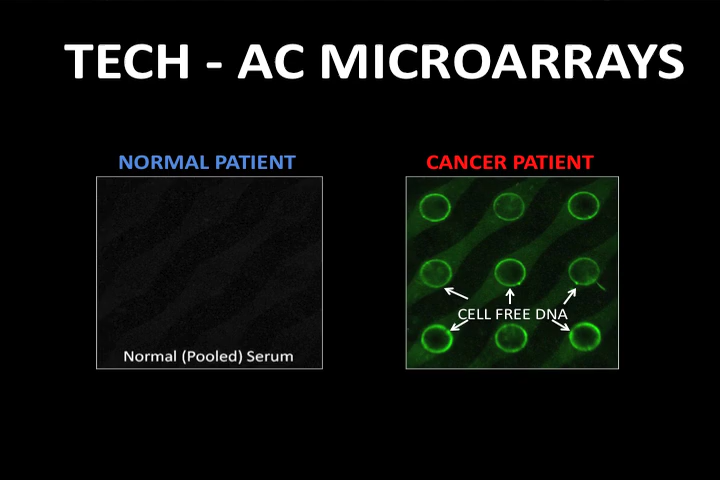 TECH - AC MICROARRAYS
NORMAL PATIENT
CANCER PATIENT
Normal (Pooled) Serum
CELL FREE DNA